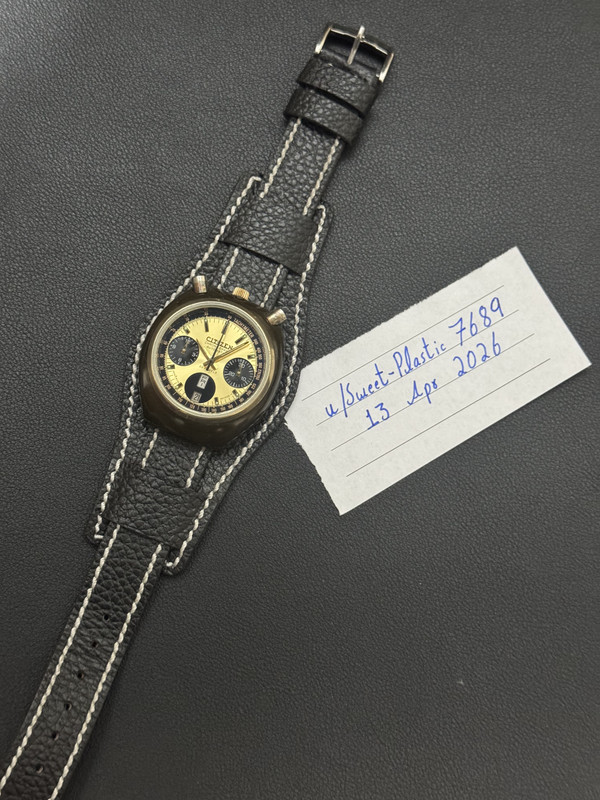 CITIZEN
u/Sweet-Plastic 7689
13 Apr 2026